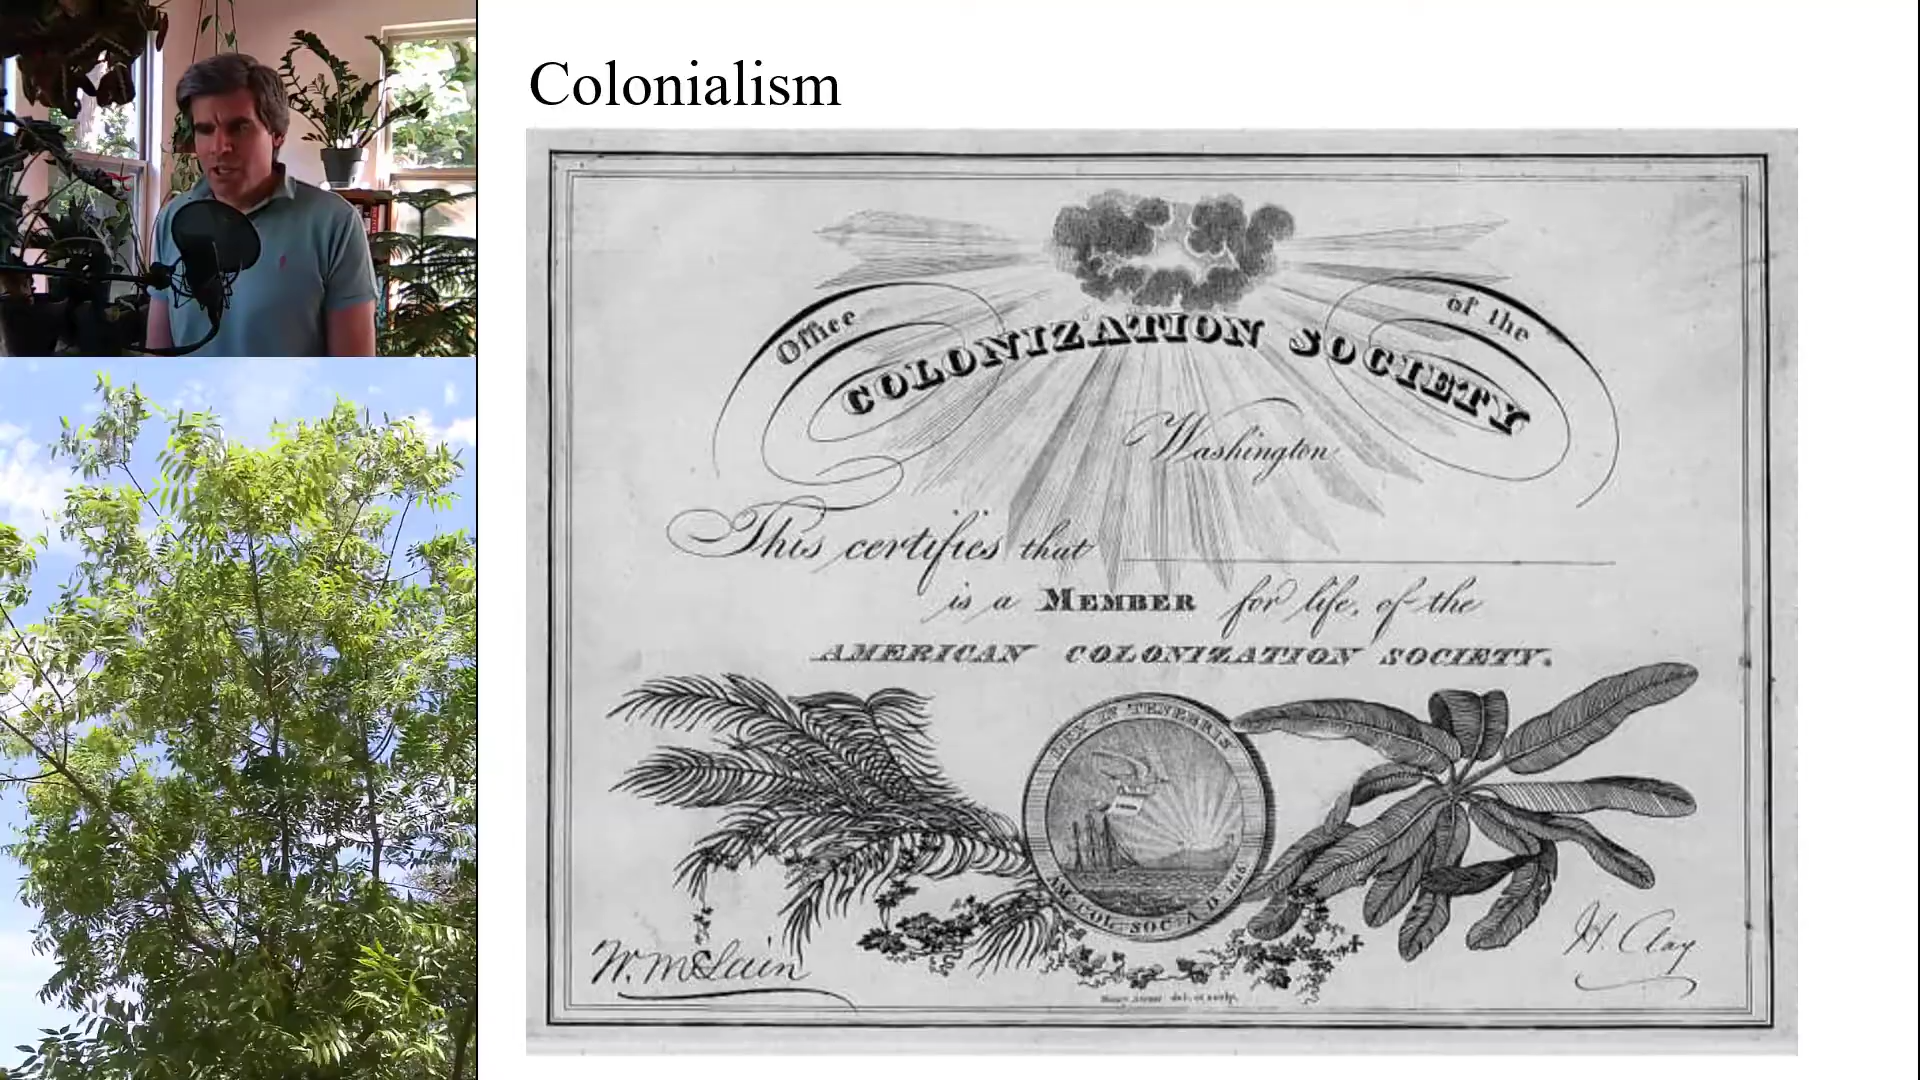 Colonialism
Office of the
COLONIZATION SOCIETY
Washington
This certifies that
is a MEMBER for life, of the
AMERICAN COLONIZATION SOCIETY.
LUX IN TENEBRIS
AM. COL. SOC. A.D. 1816
W. McLain
H. Clay